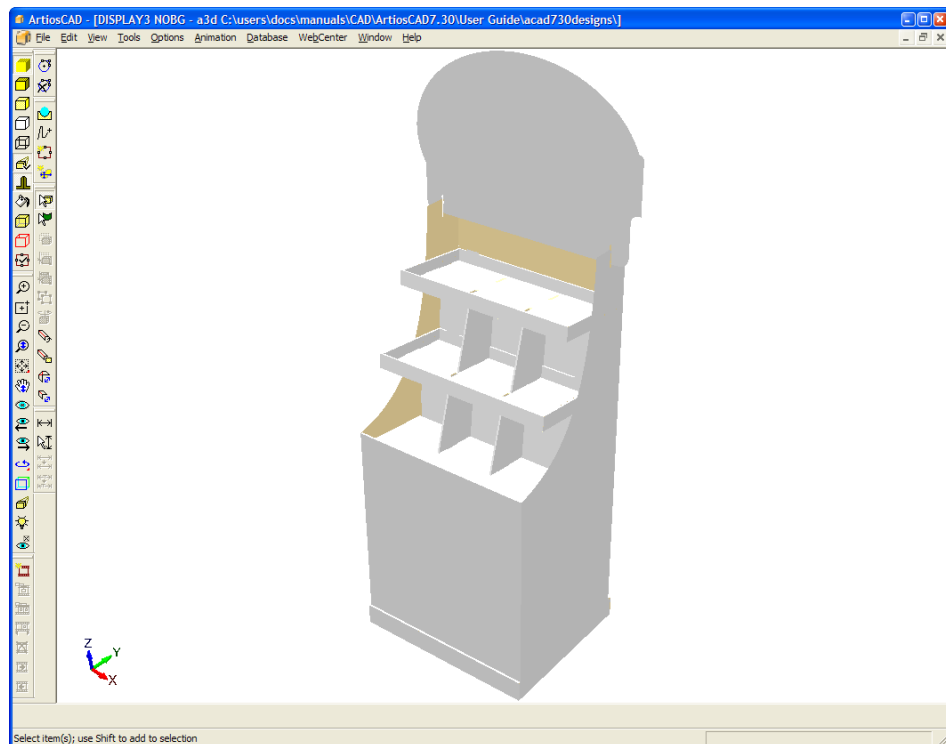 ArtiosCAD - [DISPLAY3 NOBG - a3d C:\users\docs\manuals\CAD\ArtiosCAD7.30\User Guide\acad730designs\]
File Edit View Tools Options Animation Database WebCenter Window Help
Z
Y
X
Select item(s); use Shift to add to selection